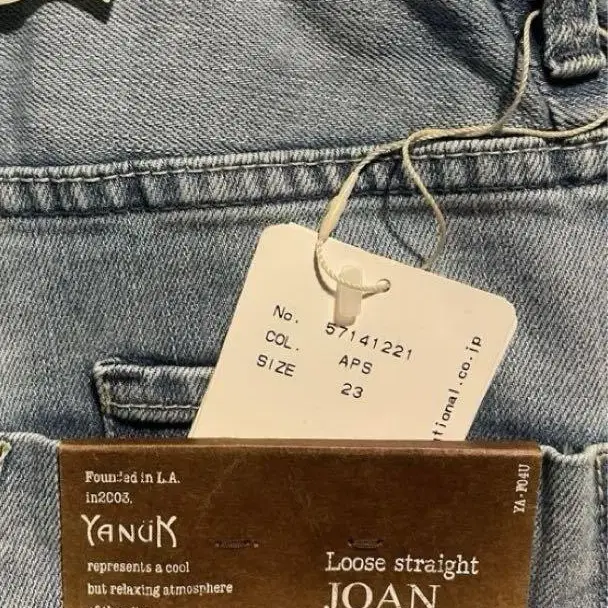 No. 57141221
COL. APS
SIZE 23
tional.co.jp
Founded in L.A.
in2003.
YANUK
represents a cool
but relaxing atmosphere
Loose straight
JOAN
YA-F04U